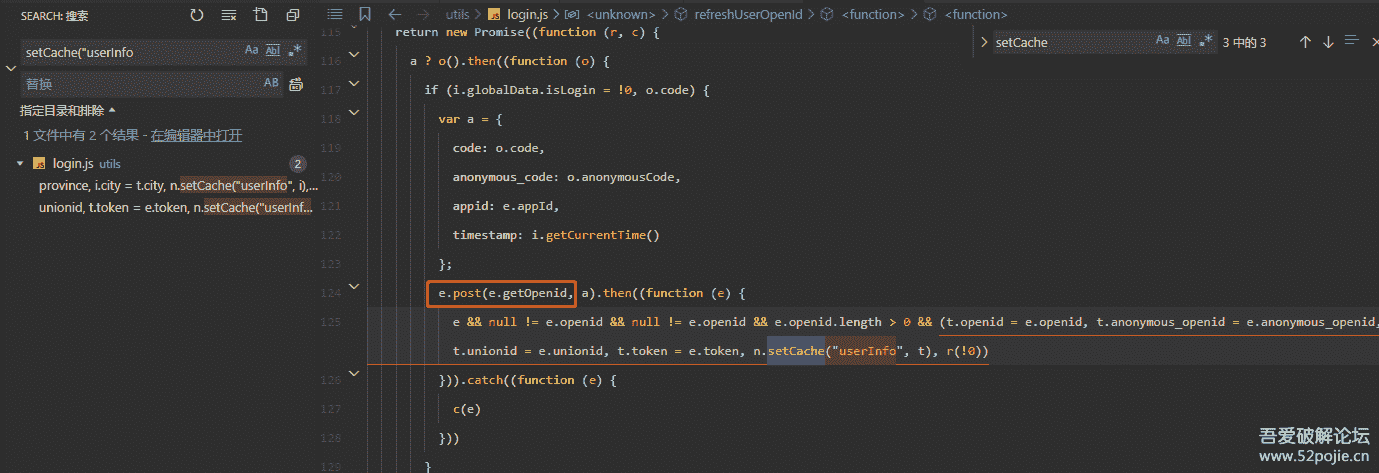 SEARCH: 搜索
setCache("userInfo
Aa Abl .*
替换
AB
指定目录和排除
1 文件中有 2 个结果 - 在编辑器中打开
JS login.js utils 2
province, i.city = t.city, n.setCache("userInfo", i),...
unionid, t.token = e.token, n.setCache("userInf...
utils > JS login.js > <unknown> > refreshUserOpenId > <function> > <function>
setCache
Aa Abl .*
3 中的 3
115 return new Promise((function (r, c) {
116 a ? o().then((function (o) {
117 if (i.globalData.isLogin = !0, o.code) {
118 var a = {
119 code: o.code,
120 anonymous_code: o.anonymousCode,
121 appid: e.appId,
122 timestamp: i.getCurrentTime()
123 };
124 e.post(e.getOpenid, a).then((function (e) {
125 e && null != e.openid && null != e.openid && e.openid.length > 0 && (t.openid = e.openid, t.anonymous_openid = e.anonymous_openid,
t.unionid = e.unionid, t.token = e.token, n.setCache("userInfo", t), r(!0))
126 })).catch((function (e) {
127 c(e)
128 }))
129 }
吾爱破解论坛
www.52pojie.cn